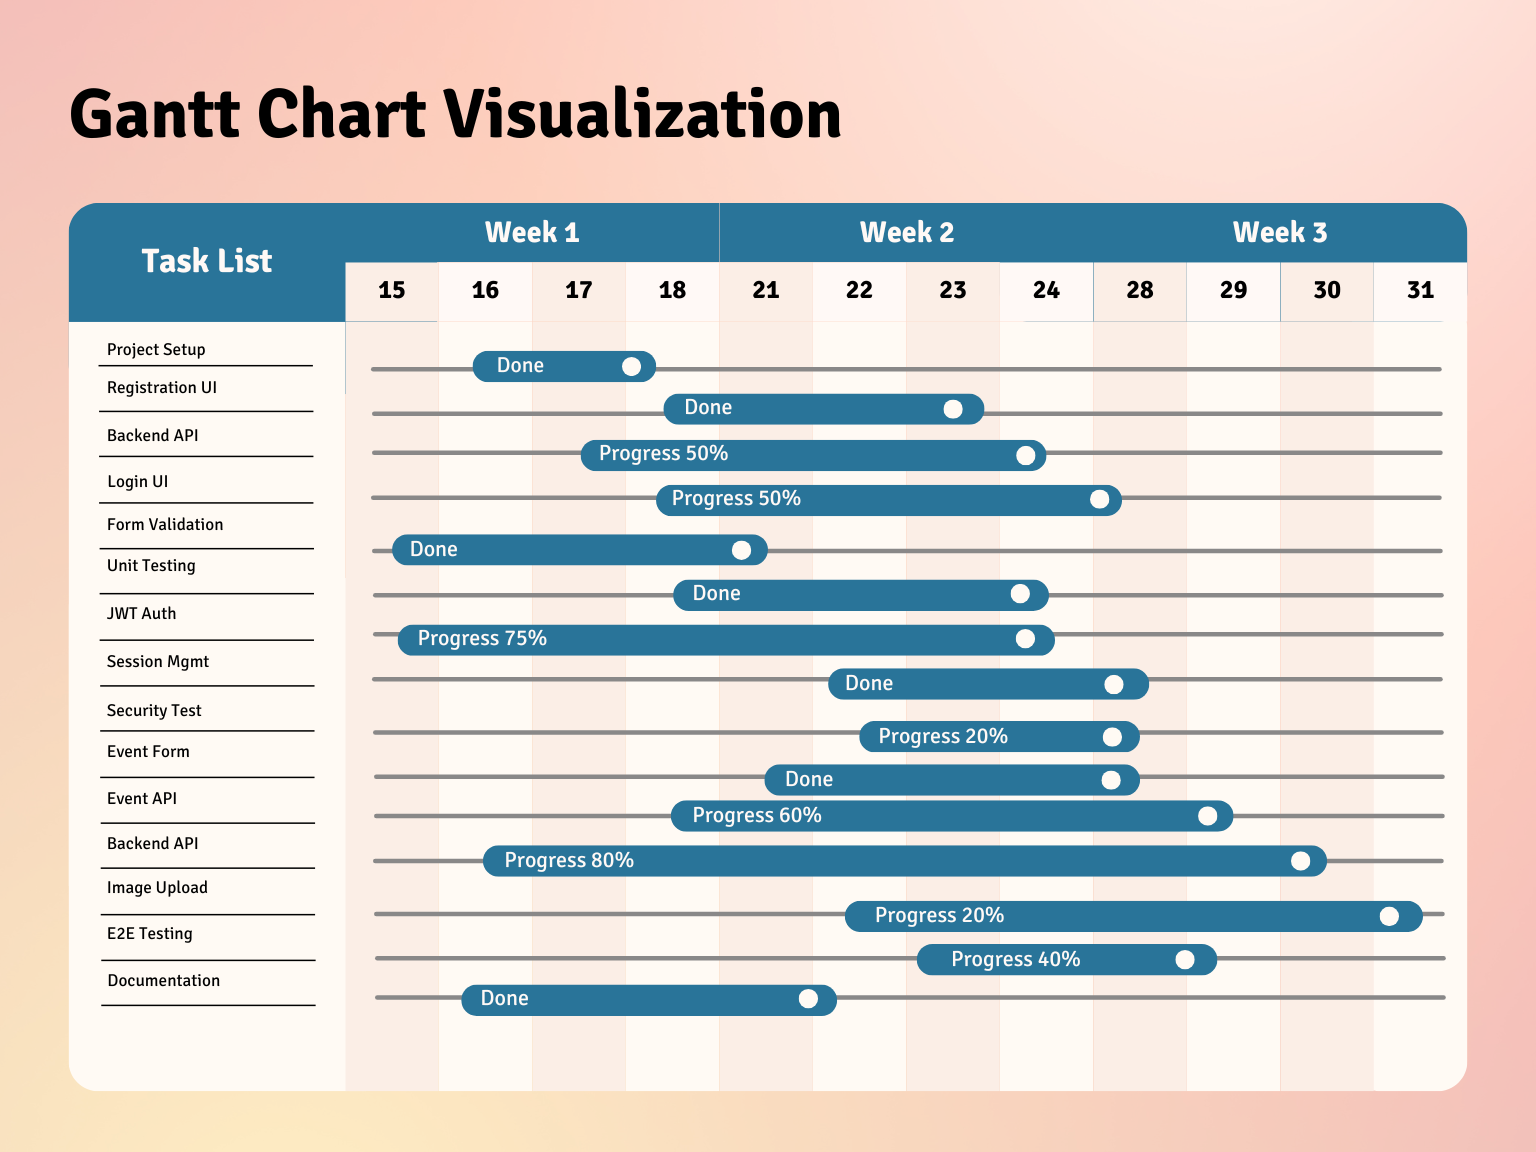 Gantt Chart Visualization
Task List
Week 1 Week 2 Week 3
15 16 17 18 21 22 23 24 28 29 30 31
Project Setup
Done
Registration UI
Done
Backend API
Progress 50%
Login UI
Progress 50%
Form Validation
Done
Unit Testing
Done
JWT Auth
Progress 75%
Session Mgmt
Done
Security Test
Progress 20%
Event Form
Done
Event API
Progress 60%
Backend API
Progress 80%
Image Upload
Progress 20%
E2E Testing
Progress 40%
Documentation
Done